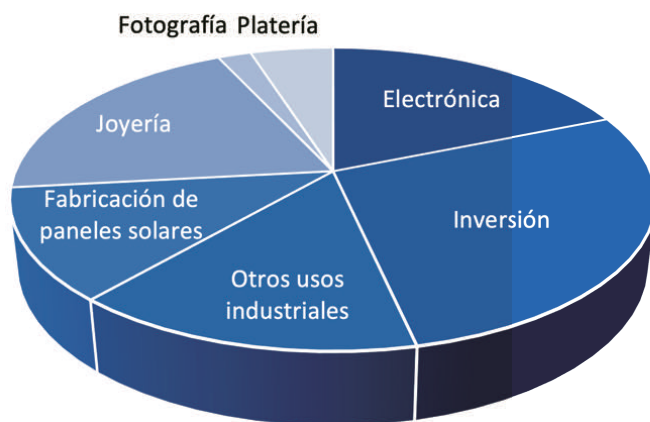 Fotografía Platería
Electrónica
Joyería
Fabricación de
paneles solares
Inversión
Otros usos
industriales